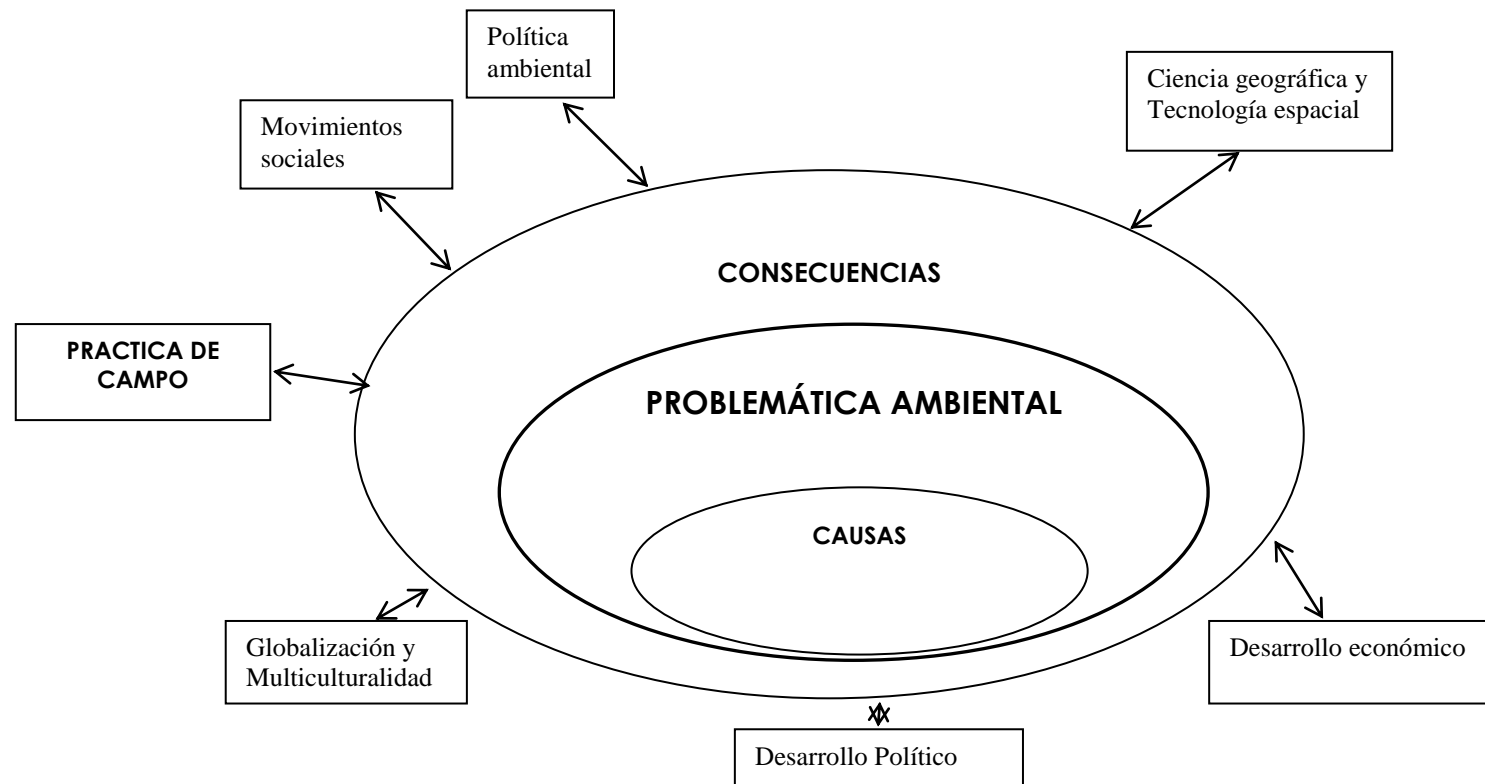 Política
ambiental
Ciencia geográfica y
Tecnología espacial
Movimientos
sociales
CONSECUENCIAS
PRACTICA DE
CAMPO
PROBLEMÁTICA AMBIENTAL
CAUSAS
Globalización y
Multiculturalidad
Desarrollo económico
Desarrollo Político